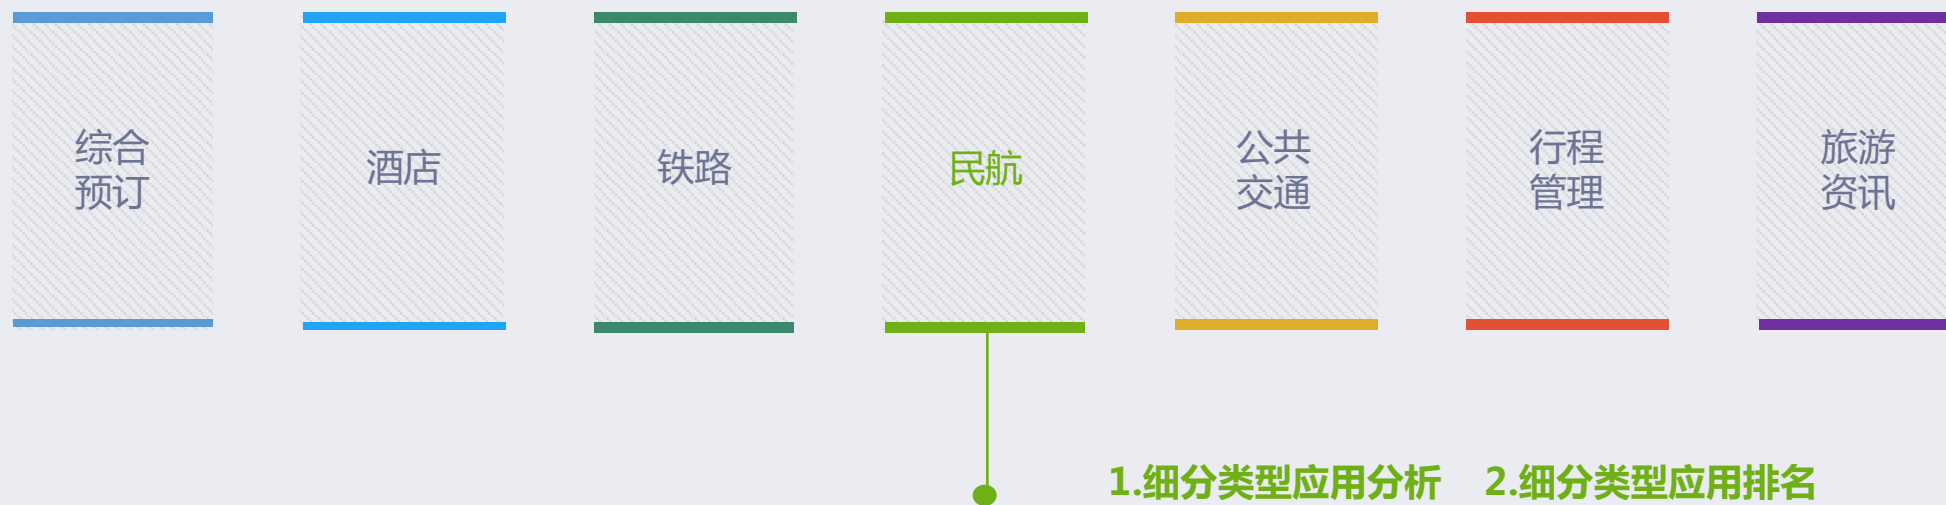 综合
预订
酒店
铁路
民航
公共
交通
行程
管理
旅游
资讯
1.细分类型应用分析 2.细分类型应用排名